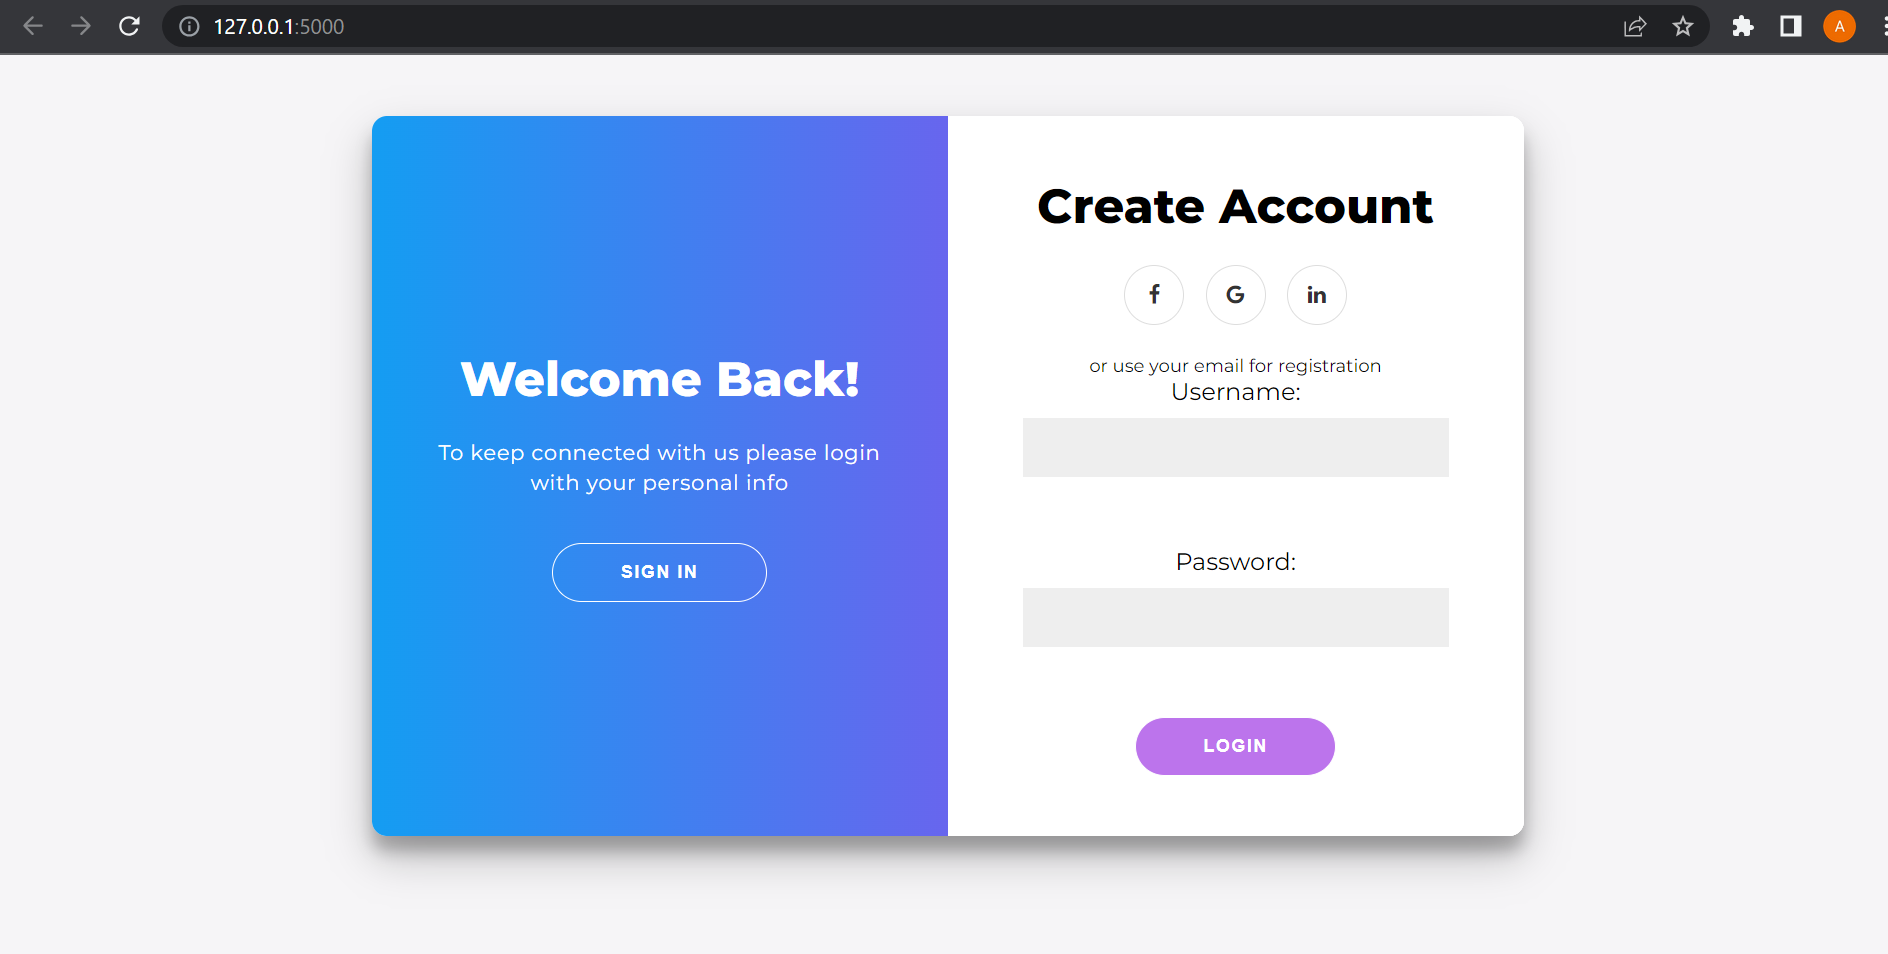 127.0.0.1:5000
A
Welcome Back!
To keep connected with us please login
with your personal info
SIGN IN
Create Account
f
G
in
or use your email for registration
Username:
Password:
LOGIN